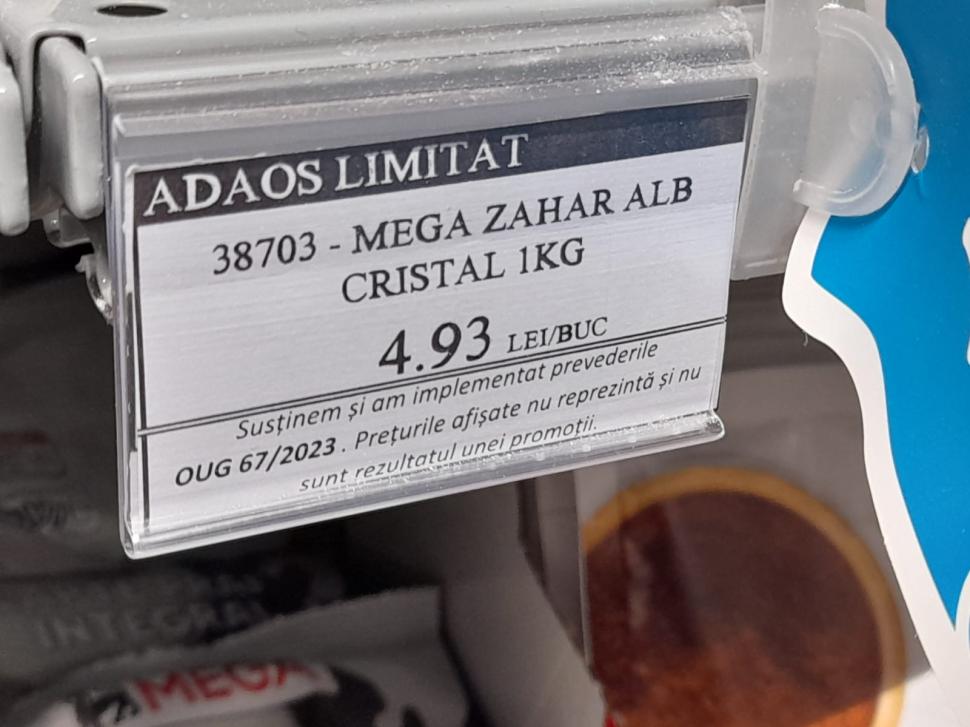 ADAOS LIMITAT
38703 - MEGA ZAHAR ALB
CRISTAL 1KG
4.93 LEI/BUC
Susținem și am implementat prevederile
OUG 67/2023 . Prețurile afișate nu reprezintă și nu
sunt rezultatul unei promoții.
INTEGRAL
MEGA